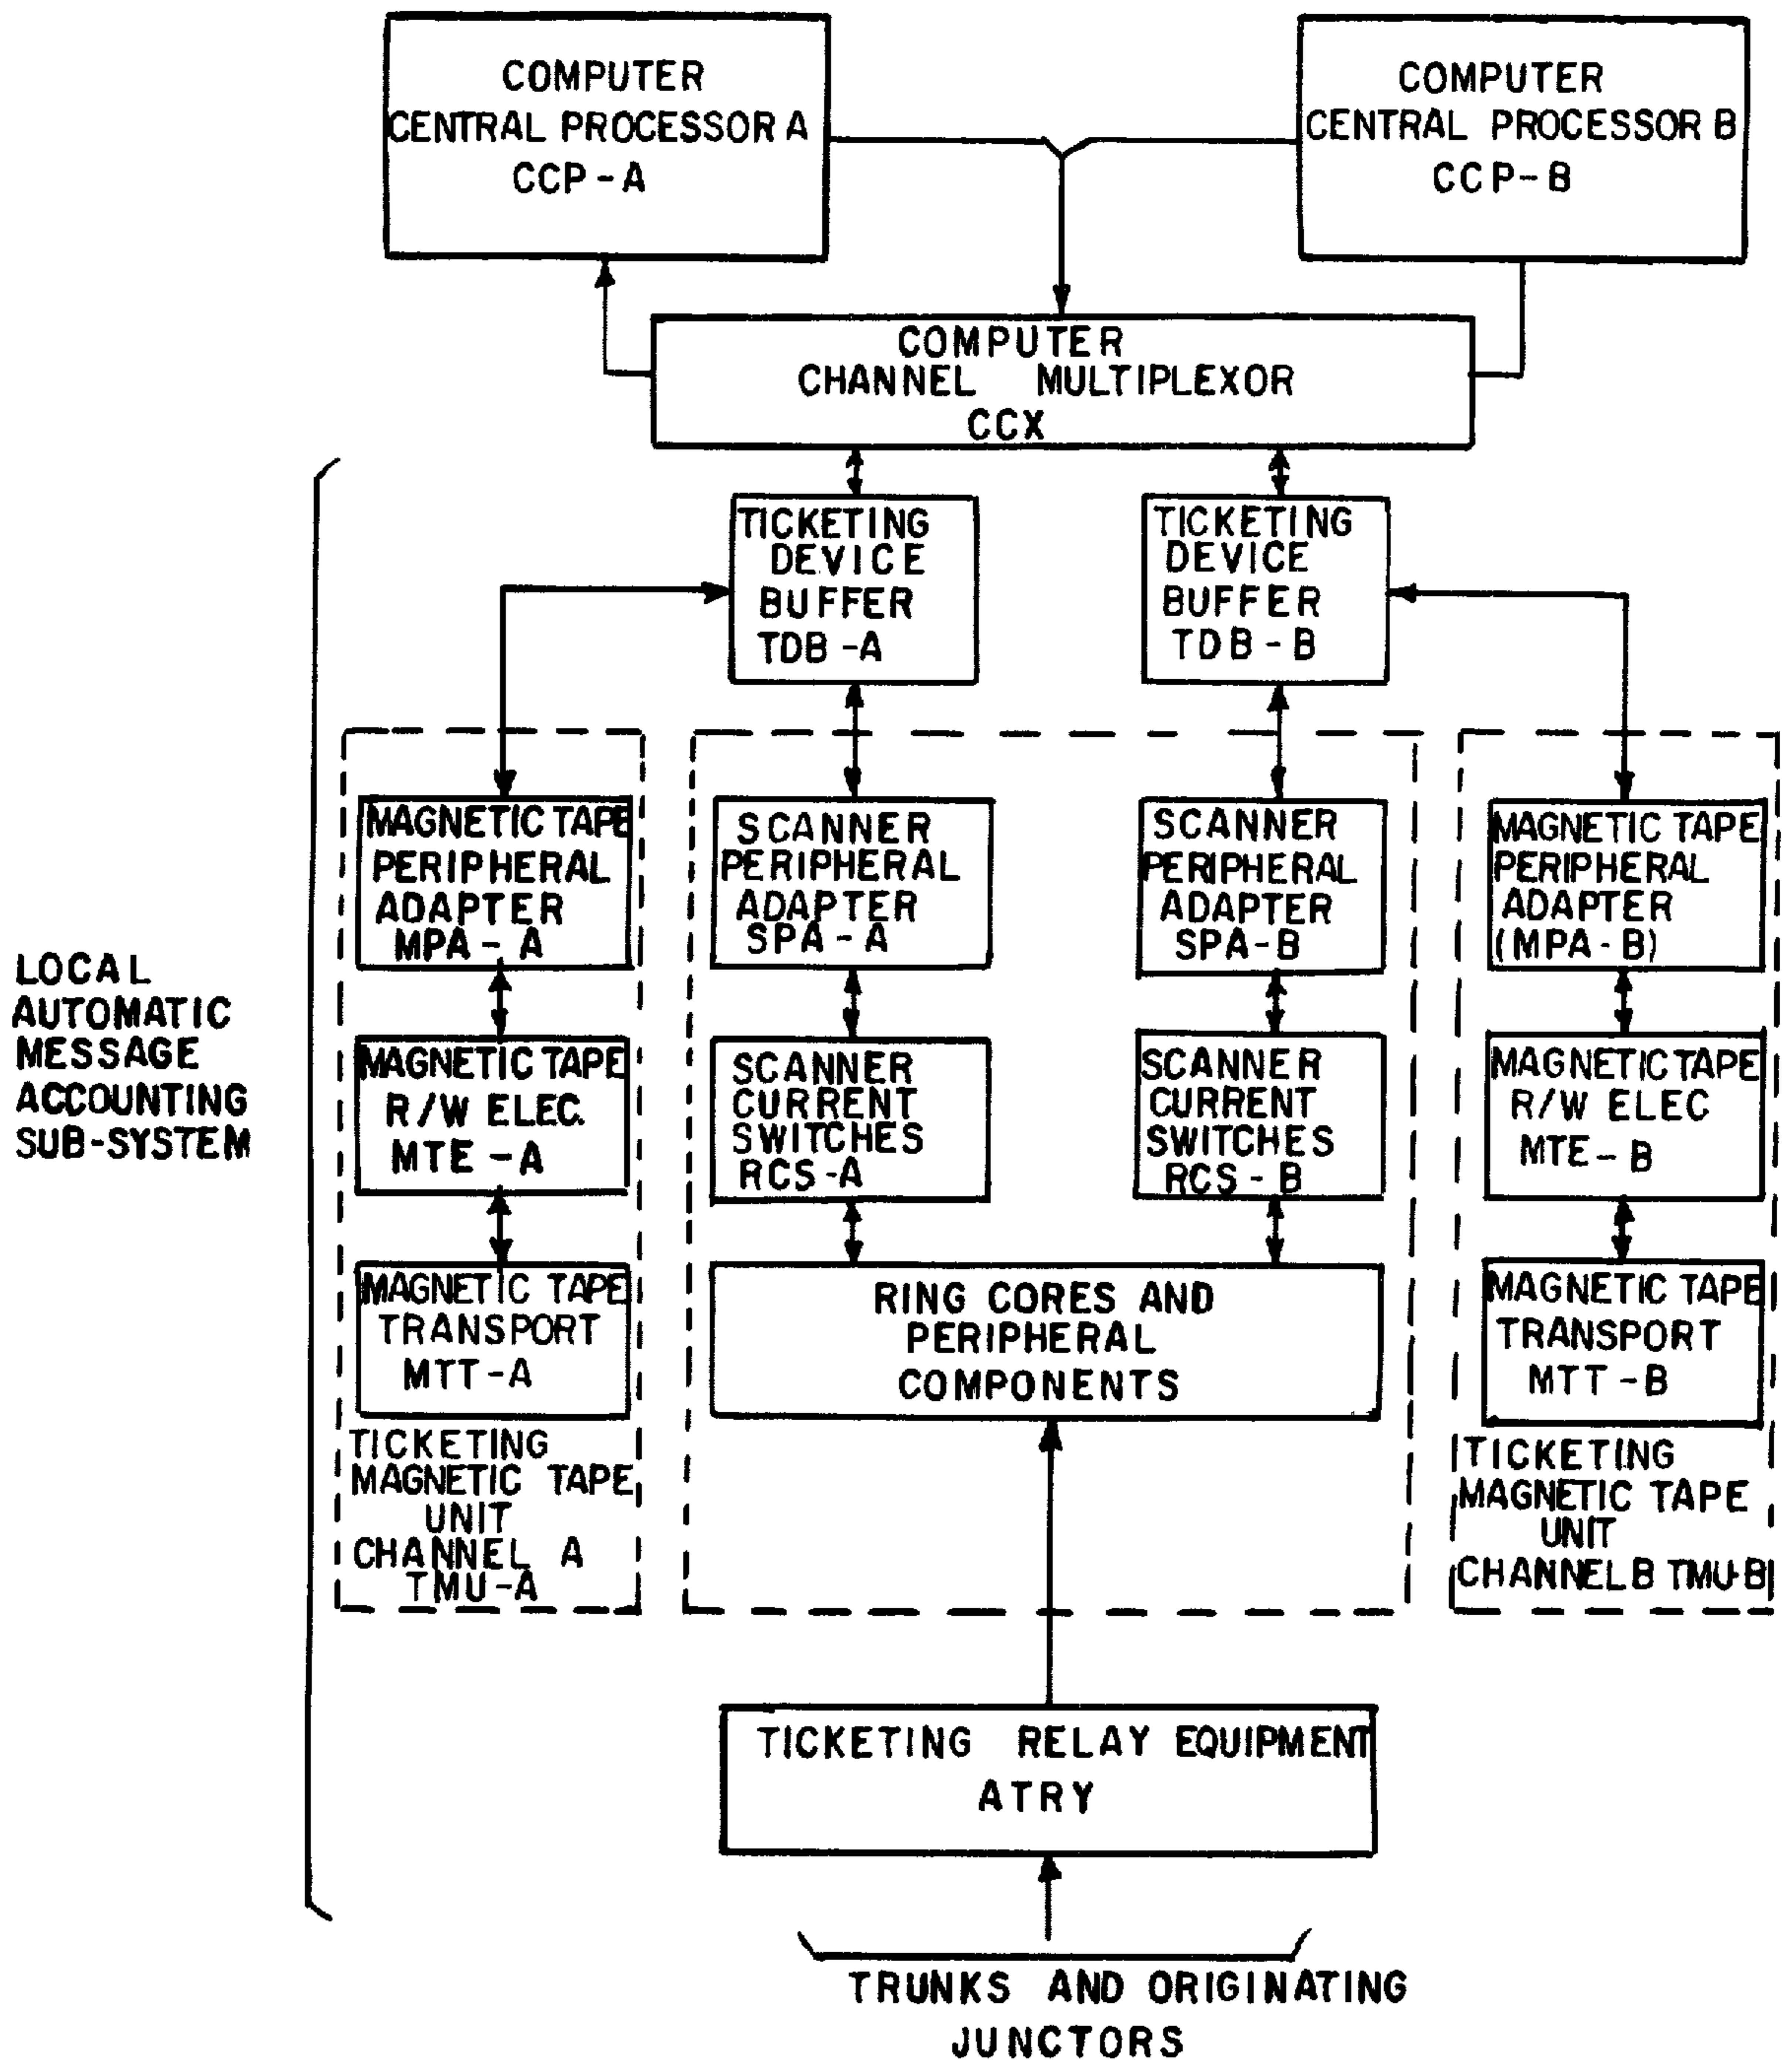 COMPUTER
CENTRAL PROCESSOR A
CCP-A
COMPUTER
CENTRAL PROCESSOR B
CCP-B
COMPUTER
CHANNEL MULTIPLEXOR
CCX
TICKETING
DEVICE
BUFFER
TDB-A
TICKETING
DEVICE
BUFFER
TDB-B
LOCAL
AUTOMATIC
MESSAGE
ACCOUNTING
SUB-SYSTEM
MAGNETIC TAPE
PERIPHERAL
ADAPTER
MPA-A
SCANNER
PERIPHERAL
ADAPTER
SPA-A
SCANNER
PERIPHERAL
ADAPTER
SPA-B
MAGNETIC TAPE
PERIPHERAL
ADAPTER
(MPA-B)
MAGNETIC TAPE
R/W ELEC.
MTE-A
SCANNER
CURRENT
SWITCHES
RCS-A
SCANNER
CURRENT
SWITCHES
RCS-B
MAGNETIC TAPE
R/W ELEC
MTE-B
MAGNETIC TAPE
TRANSPORT
MTT-A
RING CORES AND
PERIPHERAL
COMPONENTS
MAGNETIC TAPE
TRANSPORT
MTT-B
TICKETING
MAGNETIC TAPE
UNIT
CHANNEL A
TMU-A
TICKETING
MAGNETIC TAPE
UNIT
CHANNEL B TMU-B
TICKETING RELAY EQUIPMENT
ATRY
TRUNKS AND ORIGINATING
JUNCTORS